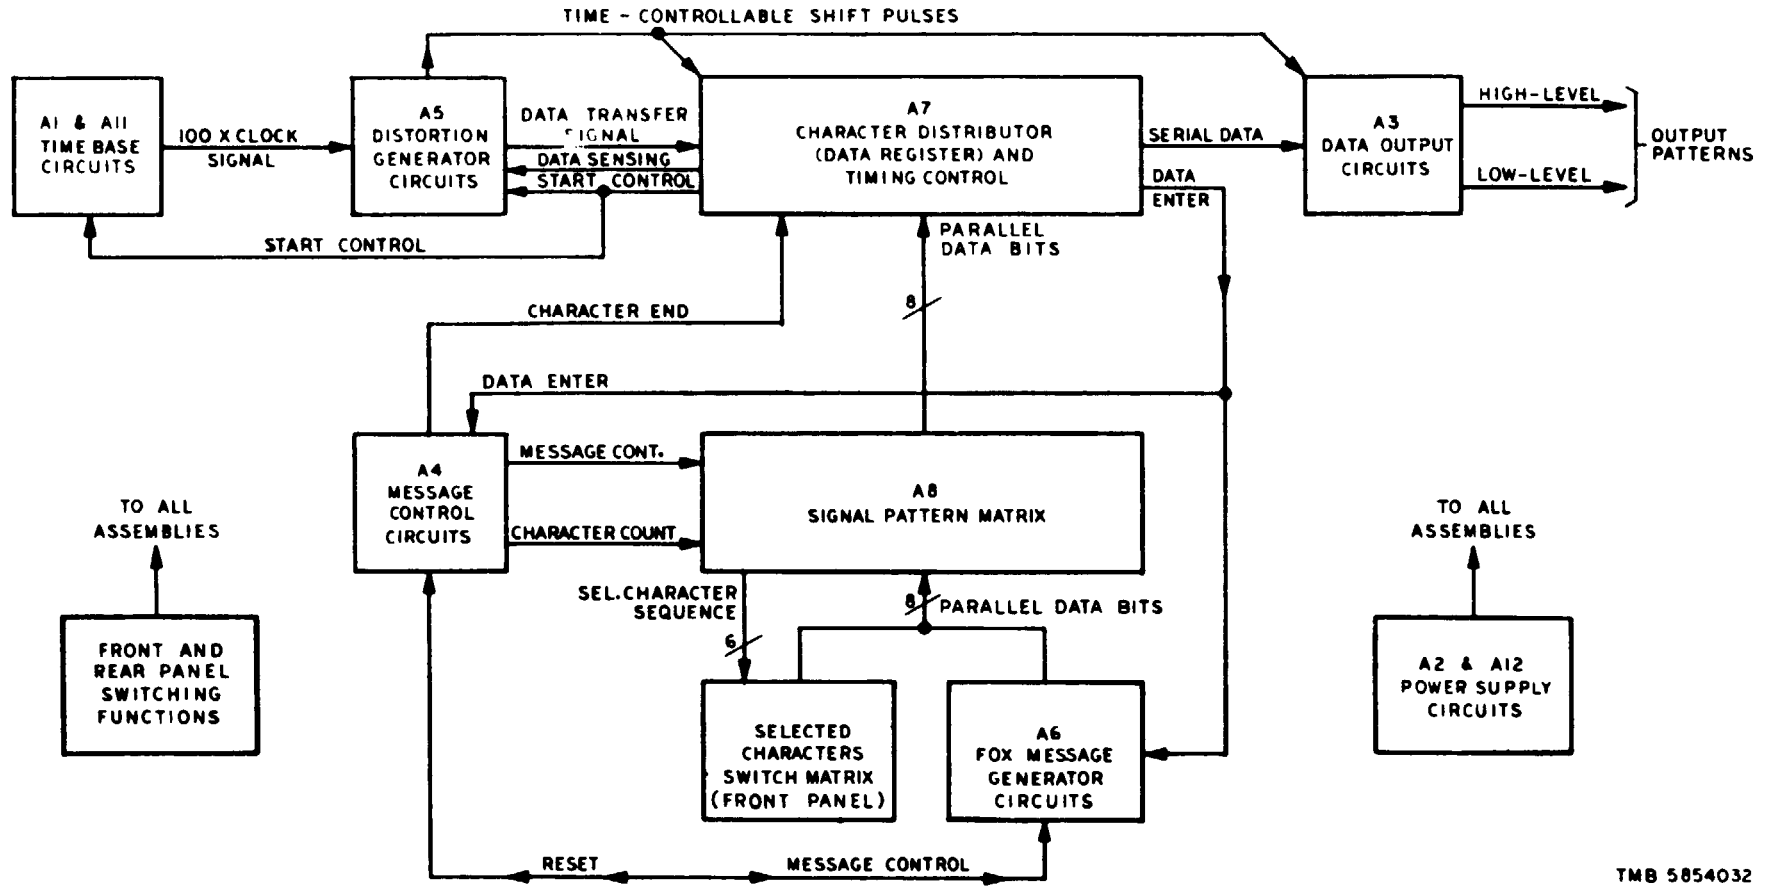 TIME - CONTROLLABLE SHIFT PULSES
A1 & A11
TIME BASE
CIRCUITS
100 X CLOCK
SIGNAL
A5
DISTORTION
GENERATOR
CIRCUITS
DATA TRANSFER
SIGNAL
DATA SENSING
START CONTROL
START CONTROL
A7
CHARACTER DISTRIBUTOR
(DATA REGISTER) AND
TIMING CONTROL
SERIAL DATA
DATA
ENTER
A3
DATA OUTPUT
CIRCUITS
HIGH-LEVEL
LOW-LEVEL
OUTPUT
PATTERNS
PARALLEL
DATA BITS
8
CHARACTER END
DATA ENTER
A4
MESSAGE
CONTROL
CIRCUITS
MESSAGE CONT.
CHARACTER COUNT
A8
SIGNAL PATTERN MATRIX
SEL. CHARACTER
SEQUENCE
6
8
PARALLEL DATA BITS
TO ALL
ASSEMBLIES
FRONT AND
REAR PANEL
SWITCHING
FUNCTIONS
SELECTED
CHARACTERS
SWITCH MATRIX
(FRONT PANEL)
A6
FOX MESSAGE
GENERATOR
CIRCUITS
TO ALL
ASSEMBLIES
A2 & A12
POWER SUPPLY
CIRCUITS
RESET
MESSAGE CONTROL
TMB 5854032